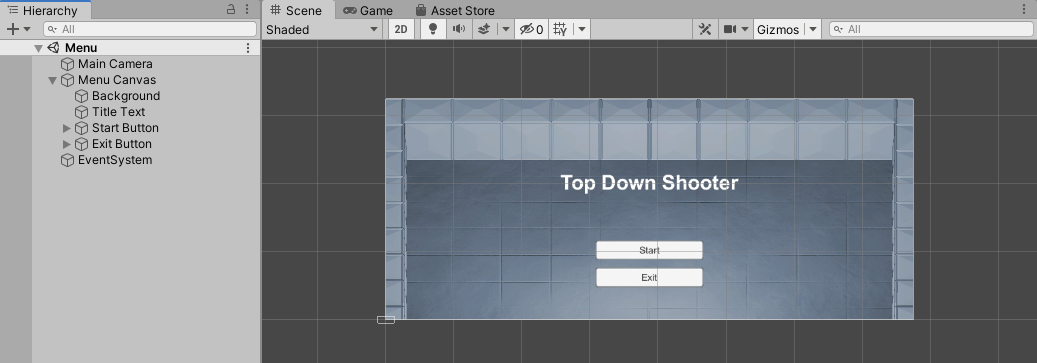 Hierarchy
All
Menu
Main Camera
Menu Canvas
Background
Title Text
Start Button
Exit Button
EventSystem
Scene Game Asset Store
Shaded 2D 0 Gizmos All
Top Down Shooter
Start
Exit